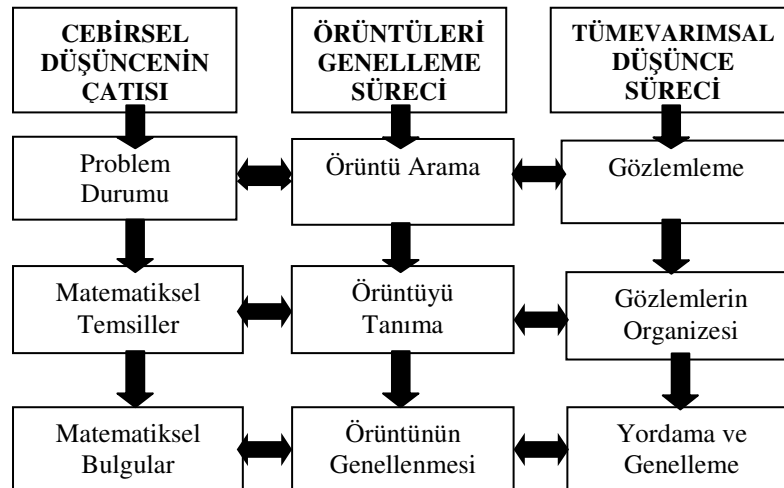 CEBİRSEL
DÜŞÜNCENİN
ÇATISI
ÖRÜNTÜLERİ
GENELLEME
SÜRECİ
TÜMEVARIMSAL
DÜŞÜNCE
SÜRECİ
Problem
Durumu
Örüntü Arama
Gözlemleme
Matematiksel
Temsiller
Örüntüyü
Tanıma
Gözlemlerin
Organizesi
Matematiksel
Bulgular
Örüntünün
Genellenmesi
Yordama ve
Genelleme